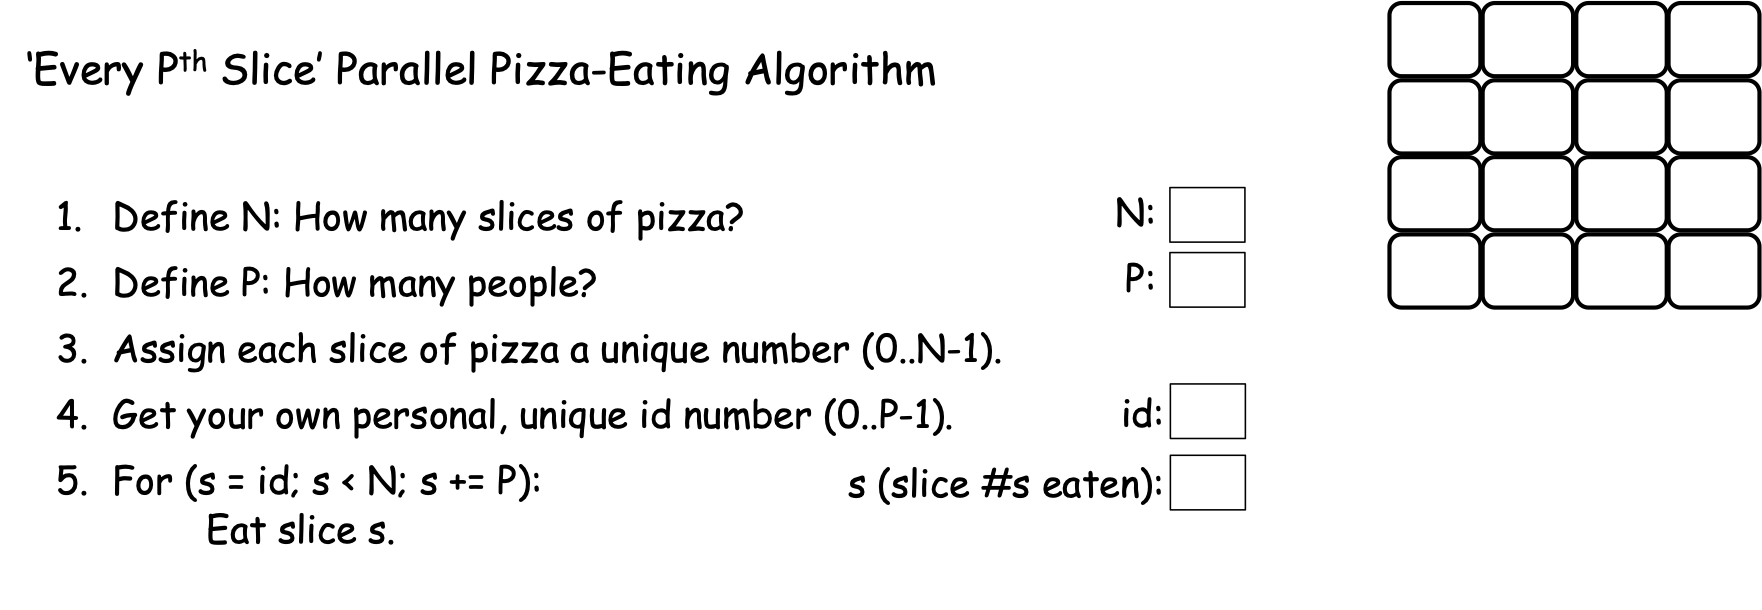 ‘Every Pth Slice’ Parallel Pizza-Eating Algorithm
1. Define N: How many slices of pizza? N:
2. Define P: How many people? P:
3. Assign each slice of pizza a unique number (0..N-1).
4. Get your own personal, unique id number (0..P-1). id:
5. For (s = id; s < N; s += P): s (slice #s eaten):
Eat slice s.